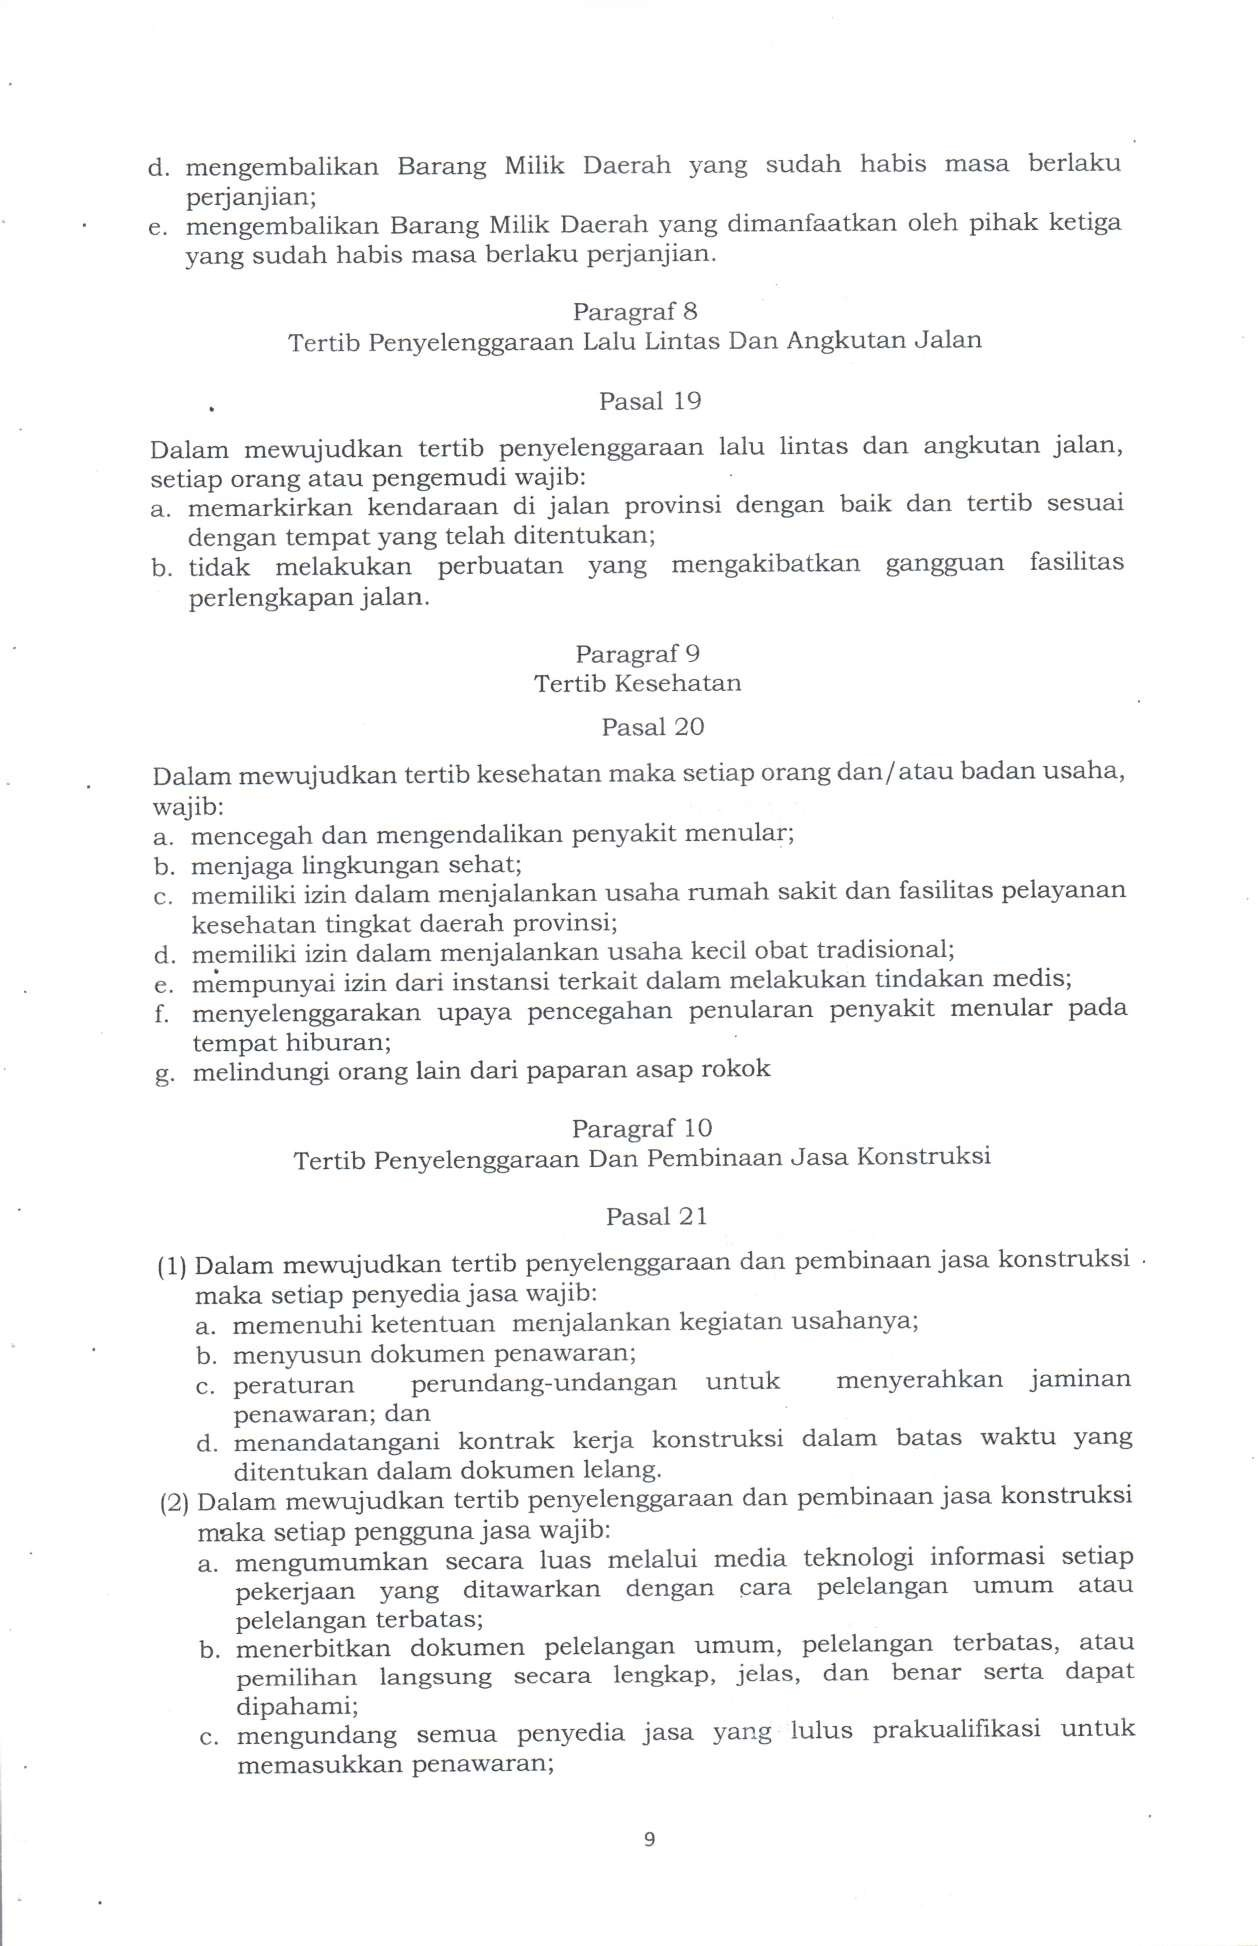 d. mengembalikan Barang Milik Daerah yang sudah habis masa berlaku
perjanjian;
e. mengembalikan Barang Milik Daerah yang dimanfaatkan oleh pihak ketiga
yang sudah habis masa berlaku perjanjian.
Paragraf 8
Tertib Penyelenggaraan Lalu Lintas Dan Angkutan Jalan
Pasal 19
Dalam mewujudkan tertib penyelenggaraan lalu lintas dan angkutan jalan,
setiap orang atau pengemudi wajib:
a. memarkirkan kendaraan di jalan provinsi dengan baik dan tertib sesuai
dengan tempat yang telah ditentukan;
b. tidak melakukan perbuatan yang mengakibatkan gangguan fasilitas
perlengkapan jalan.
Paragraf 9
Tertib Kesehatan
Pasal 20
Dalam mewujudkan tertib kesehatan maka setiap orang dan/atau badan usaha,
wajib:
a. mencegah dan mengendalikan penyakit menular;
b. menjaga lingkungan sehat;
c. memiliki izin dalam menjalankan usaha rumah sakit dan fasilitas pelayanan
kesehatan tingkat daerah provinsi;
d. memiliki izin dalam menjalankan usaha kecil obat tradisional;
e. mempunyai izin dari instansi terkait dalam melakukan tindakan medis;
f. menyelenggarakan upaya pencegahan penularan penyakit menular pada
tempat hiburan;
g. melindungi orang lain dari paparan asap rokok
Paragraf 10
Tertib Penyelenggaraan Dan Pembinaan Jasa Konstruksi
Pasal 21
(1) Dalam mewujudkan tertib penyelenggaraan dan pembinaan jasa konstruksi
maka setiap penyedia jasa wajib:
a. memenuhi ketentuan menjalankan kegiatan usahanya;
b. menyusun dokumen penawaran;
c. peraturan perundang-undangan untuk menyerahkan jaminan
penawaran; dan
d. menandatangani kontrak kerja konstruksi dalam batas waktu yang
ditentukan dalam dokumen lelang.
(2) Dalam mewujudkan tertib penyelenggaraan dan pembinaan jasa konstruksi
maka setiap pengguna jasa wajib:
a. mengumumkan secara luas melalui media teknologi informasi setiap
pekerjaan yang ditawarkan dengan cara pelelangan umum atau
pelelangan terbatas;
b. menerbitkan dokumen pelelangan umum, pelelangan terbatas, atau
pemilihan langsung secara lengkap, jelas, dan benar serta dapat
dipahami;
c. mengundang semua penyedia jasa yang lulus prakualifikasi untuk
memasukkan penawaran;
9